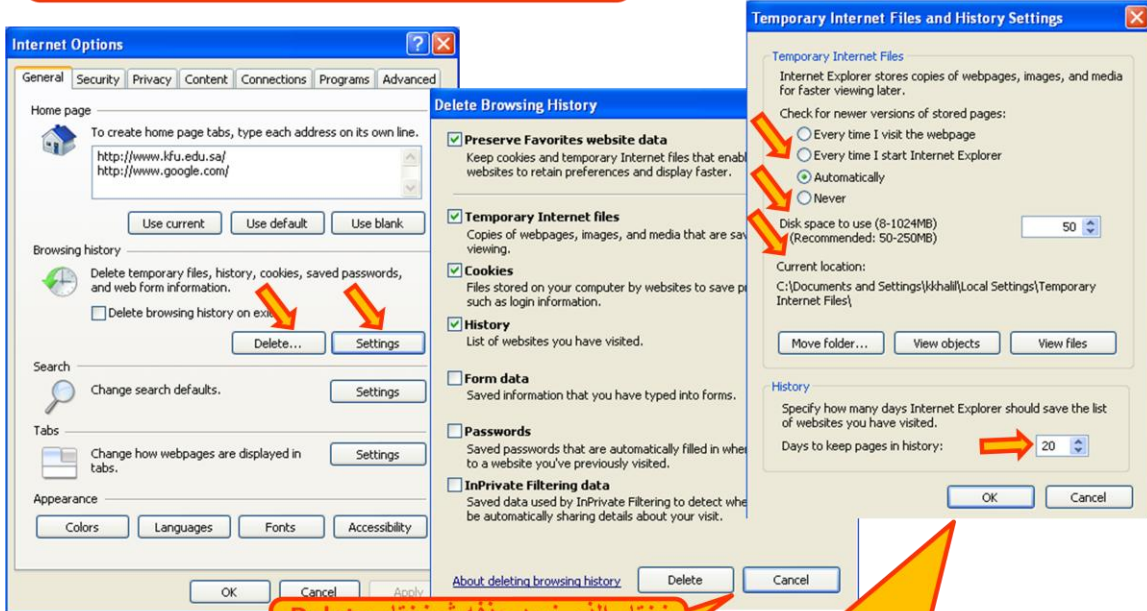 Internet Options
General Security Privacy Content Connections Programs Advanced
Home page
To create home page tabs, type each address on its own line.
http://www.kfu.edu.sa/
http://www.google.com/
Use current Use default Use blank
Browsing history
Delete temporary files, history, cookies, saved passwords,
and web form information.
Delete browsing history on
Delete... Settings
Search
Change search defaults.
Settings
Tabs
Change how webpages are displayed in
tabs.
Settings
Appearance
Colors Languages Fonts Accessibility
OK Cancel Apply
Delete Browsing History
Preserve Favorites website data
Keep cookies and temporary Internet files that
websites to retain preferences and display faster.
Temporary Internet files
Copies of webpages, images, and media that are
viewing.
Cookies
Files stored on your computer by websites to save
such as login information.
History
List of websites you have visited.
Form data
Saved information that you have typed into forms.
Passwords
Saved passwords that are automatically filled in
to a website you've previously visited.
InPrivate Filtering data
Saved data used by InPrivate Filtering to detect
be automatically sharing details about your visit.
About deleting browsing history Delete Cancel
Temporary Internet Files and History Settings
Temporary Internet Files
Internet Explorer stores copies of webpages, images, and media
for faster viewing later.
Check for newer versions of stored pages:
Every time I visit the webpage
Every time I start Internet Explorer
Automatically
Never
Disk space to use (8-1024MB)
(Recommended: 50-250MB)
50
Current location:
C:\Documents and Settings\kkhalil\Local Settings\Temporary
Internet Files\
Move folder... View objects View files
History
Specify how many days Internet Explorer should save the list
of websites you have visited.
Days to keep pages in history: 20
OK Cancel